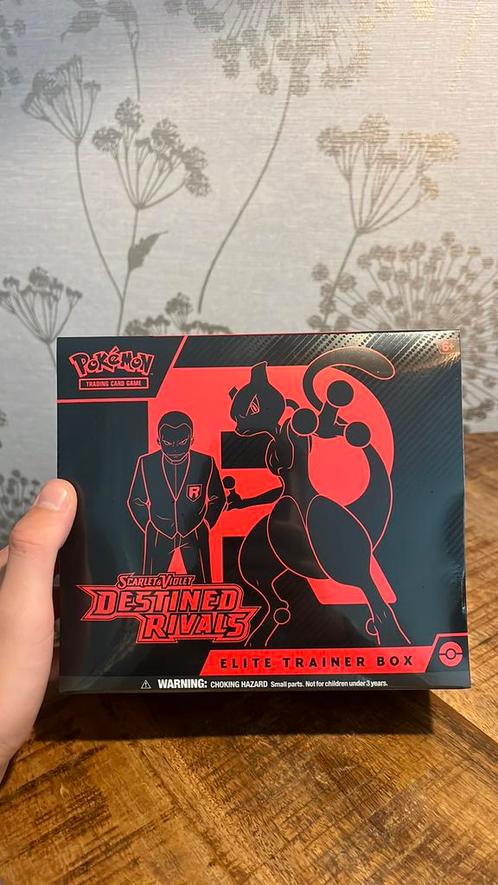 6+
POKéMON
TRADING CARD GAME
R
SCARLET & VIOLET
DESTINED
RIVALS
ELITE TRAINER BOX
WARNING: CHOKING HAZARD Small parts. Not for children under 3 years.